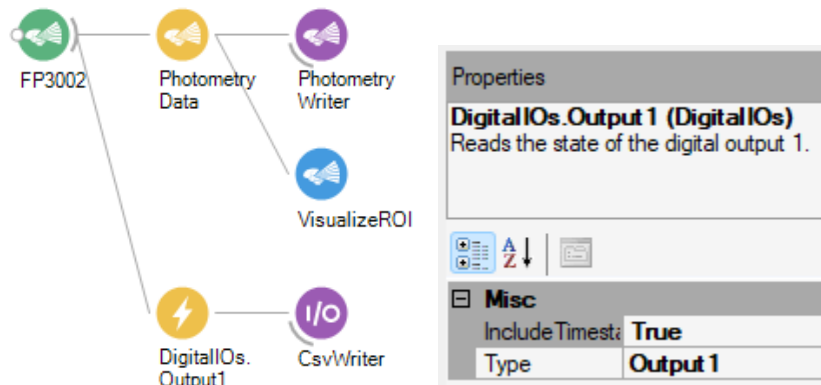 FP3002
Photometry
Data
Photometry
Writer
VisualizeROI
DigitalIOs.
Output1
I/O
CsvWriter
Properties
DigitalIOs.Output1 (DigitalIOs)
Reads the state of the digital output 1.
A
Z
Misc
IncludeTimesta True
Type Output1